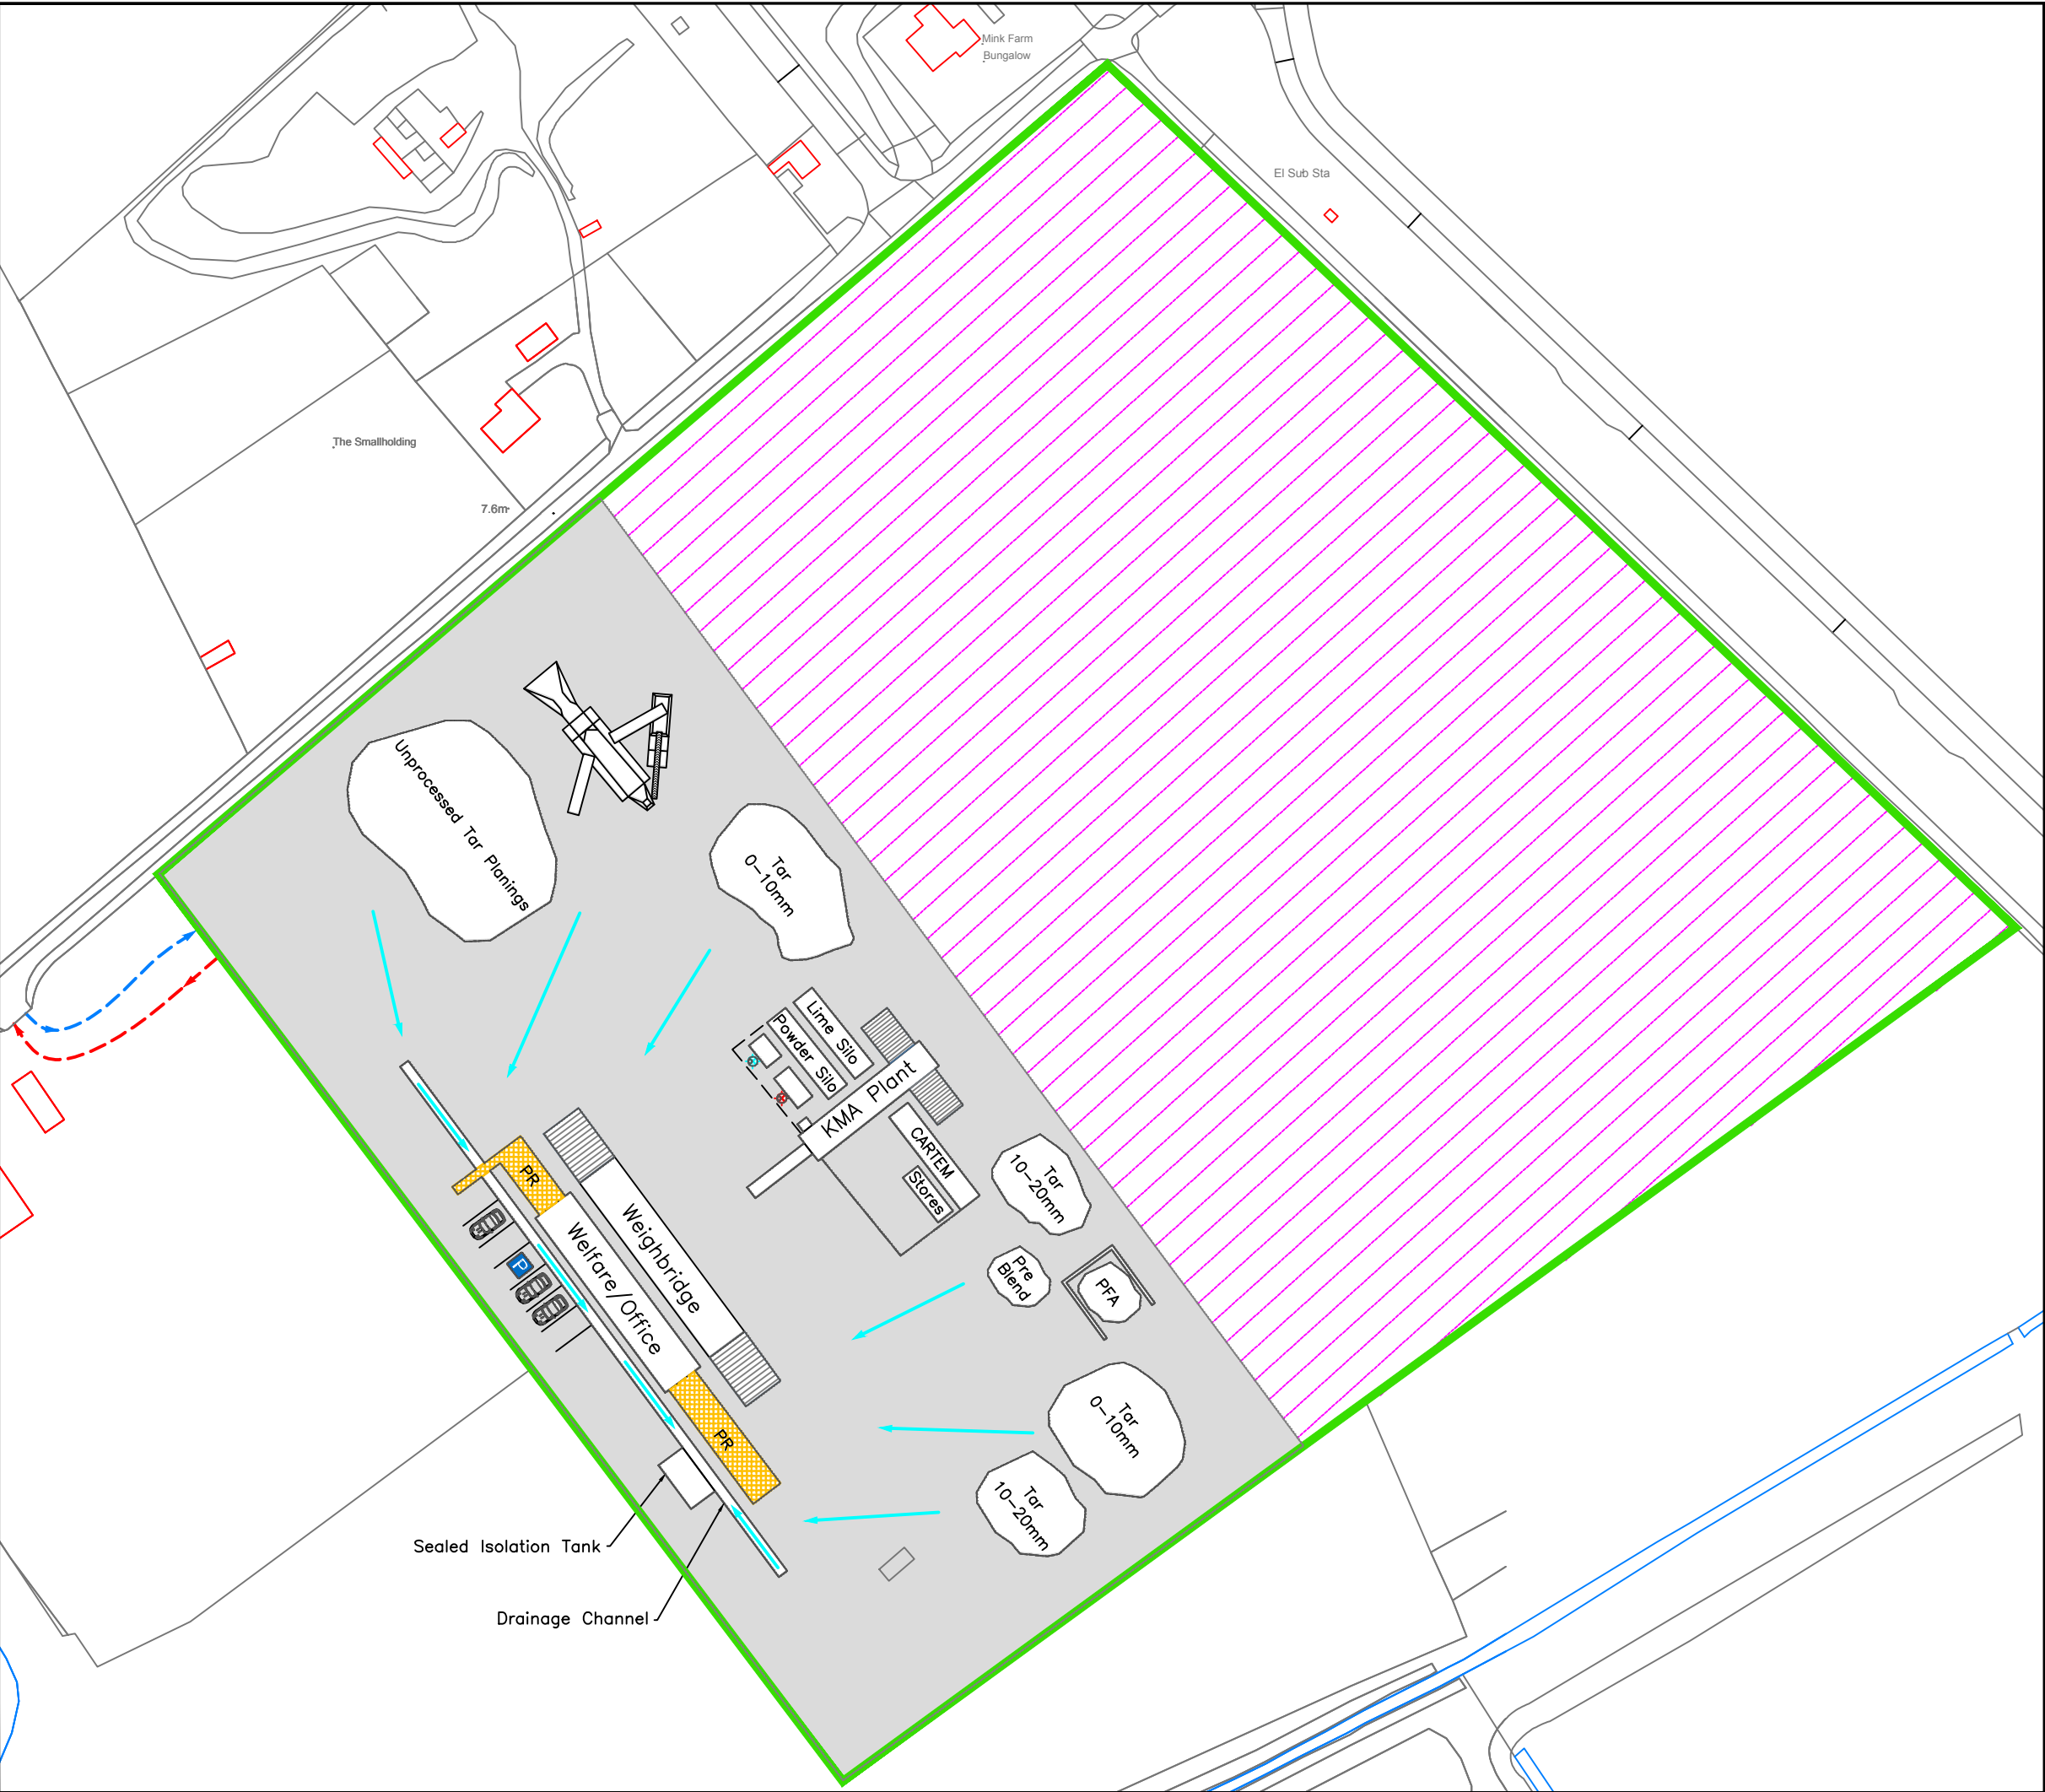 Mink Farm
Bungalow
El Sub Sta
The Smallholding
7.6m
Unprocessed Tar Planings
Tar
0-10mm
Lime Silo
Powder Silo
KMA Plant
CARTEM
Stores
Tar
10-20mm
PR
Weighbridge
Welfare/Office
P
Pre
Blend
PFA
Tar
0-10mm
PR
Tar
10-20mm
Sealed Isolation Tank
Drainage Channel